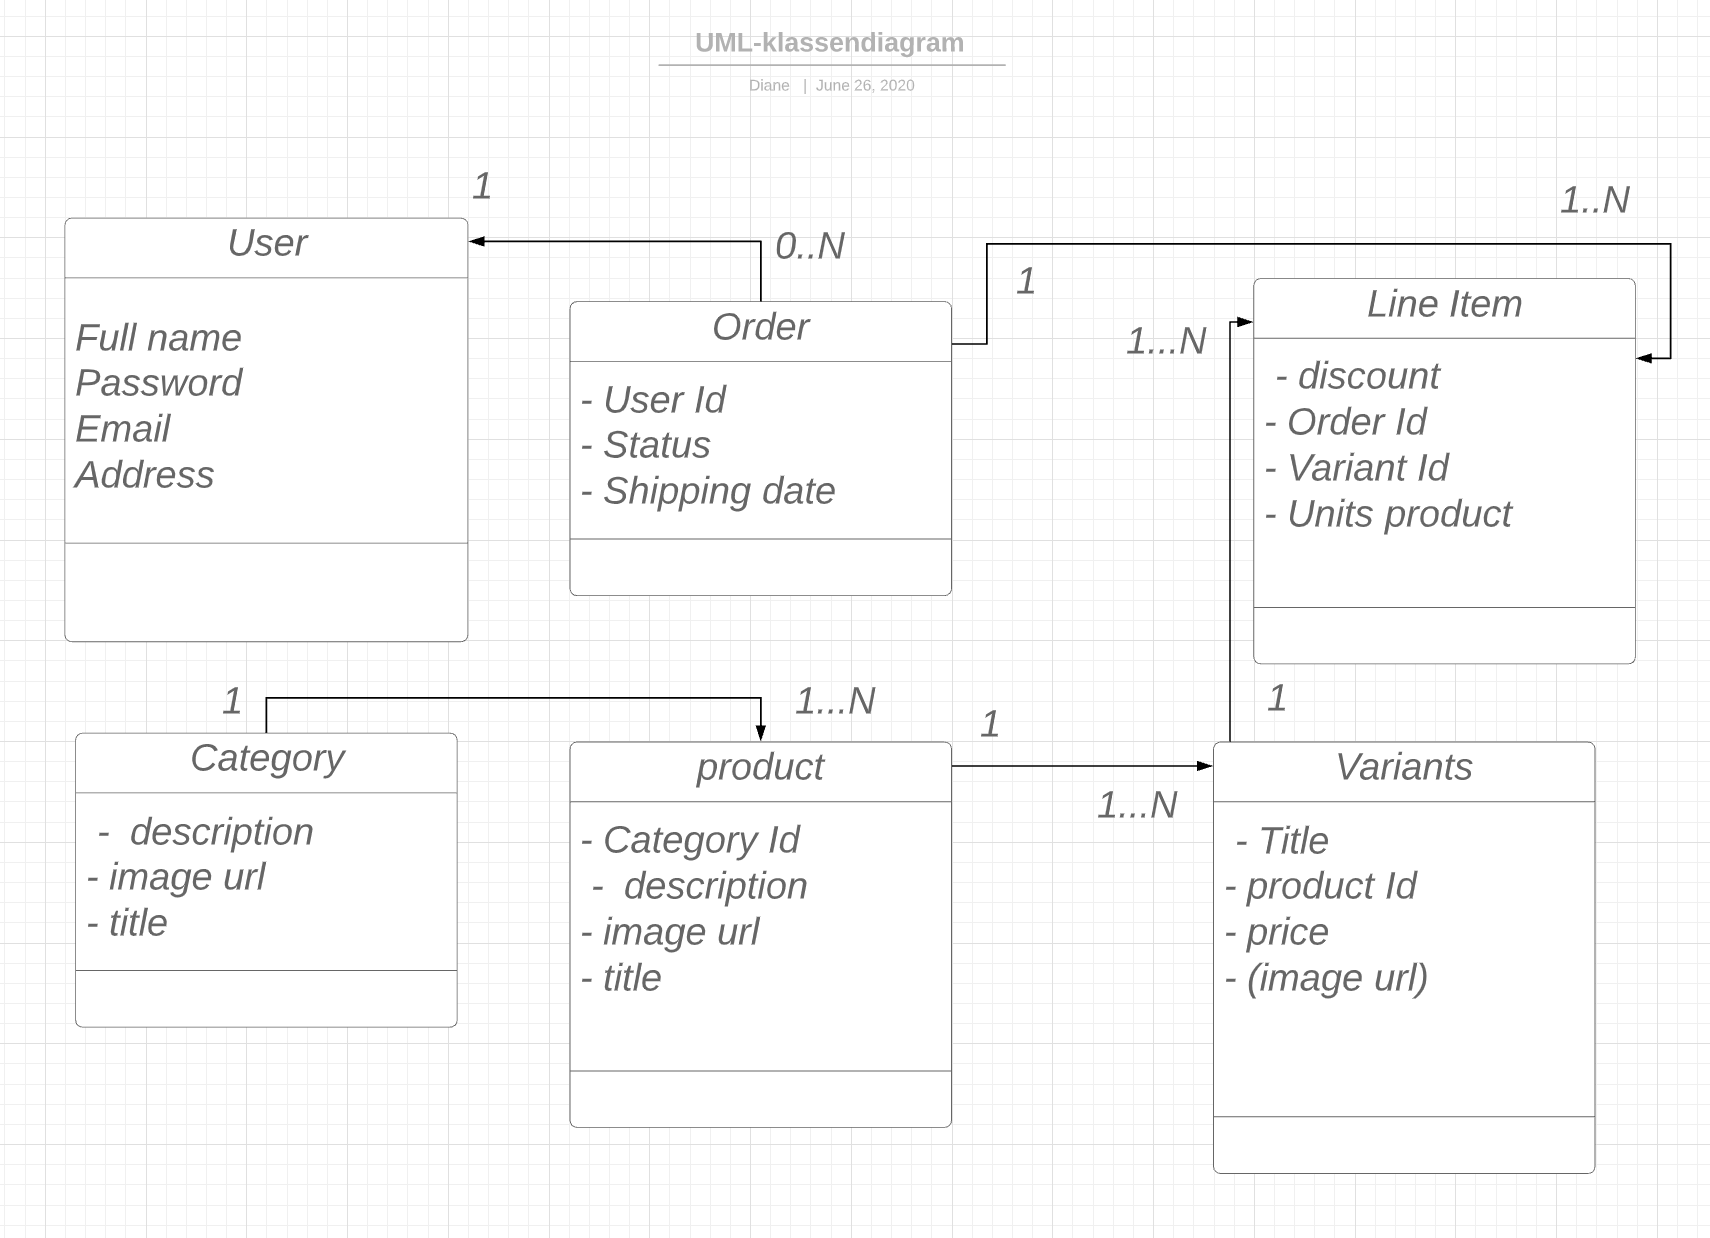 UML-klassendiagram
Diane | June 26, 2020
1
User
Full name
Password
Email
Address
0..N
Order
- User Id
- Status
- Shipping date
1
1..N
1...N
Line Item
- discount
- Order Id
- Variant Id
- Units product
1
Category
- description
- image url
- title
1...N
product
- Category Id
- description
- image url
- title
1
1...N
1
Variants
- Title
- product Id
- price
- (image url)